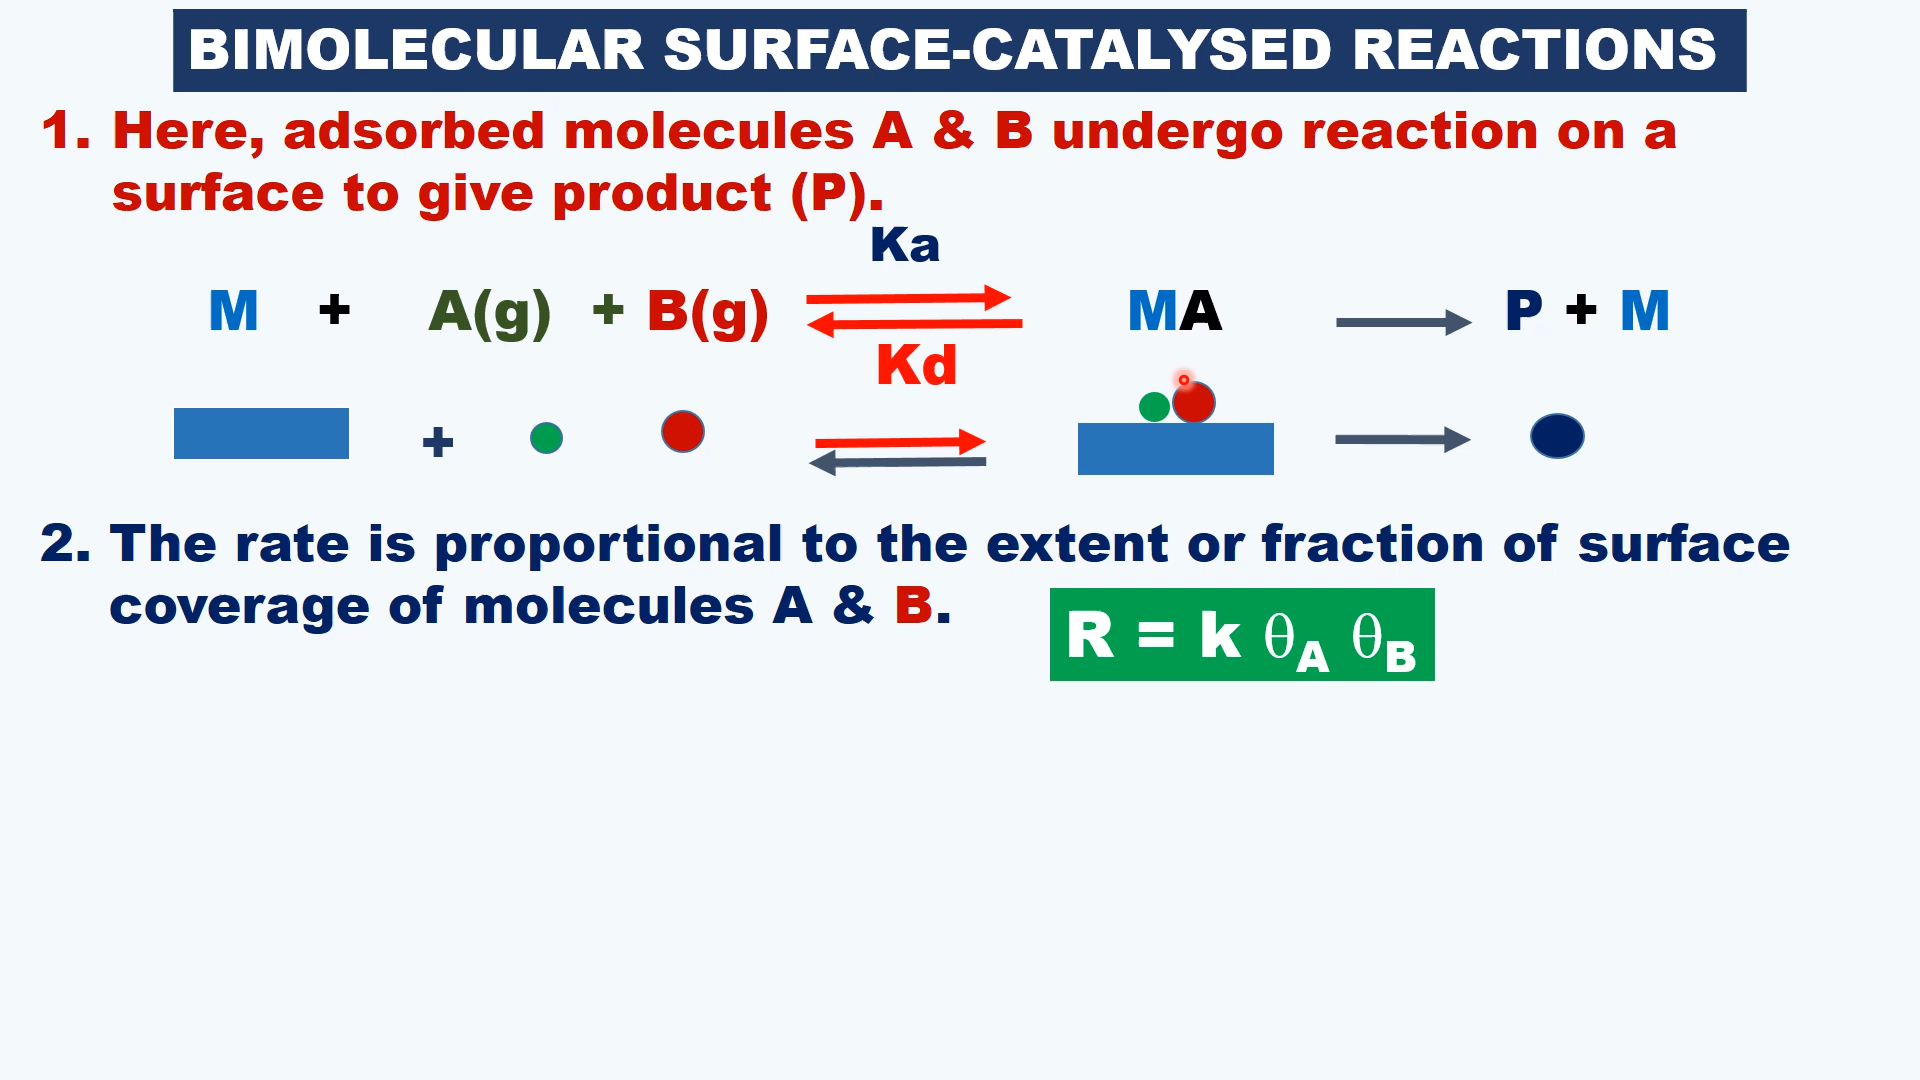 BIMOLECULAR SURFACE-CATALYSED REACTIONS
1. Here, adsorbed molecules A & B undergo reaction on a
surface to give product (P).
Ka
M + A(g) + B(g) MA P + M
Kd
+
2. The rate is proportional to the extent or fraction of surface
coverage of molecules A & B.
R = k θA θB